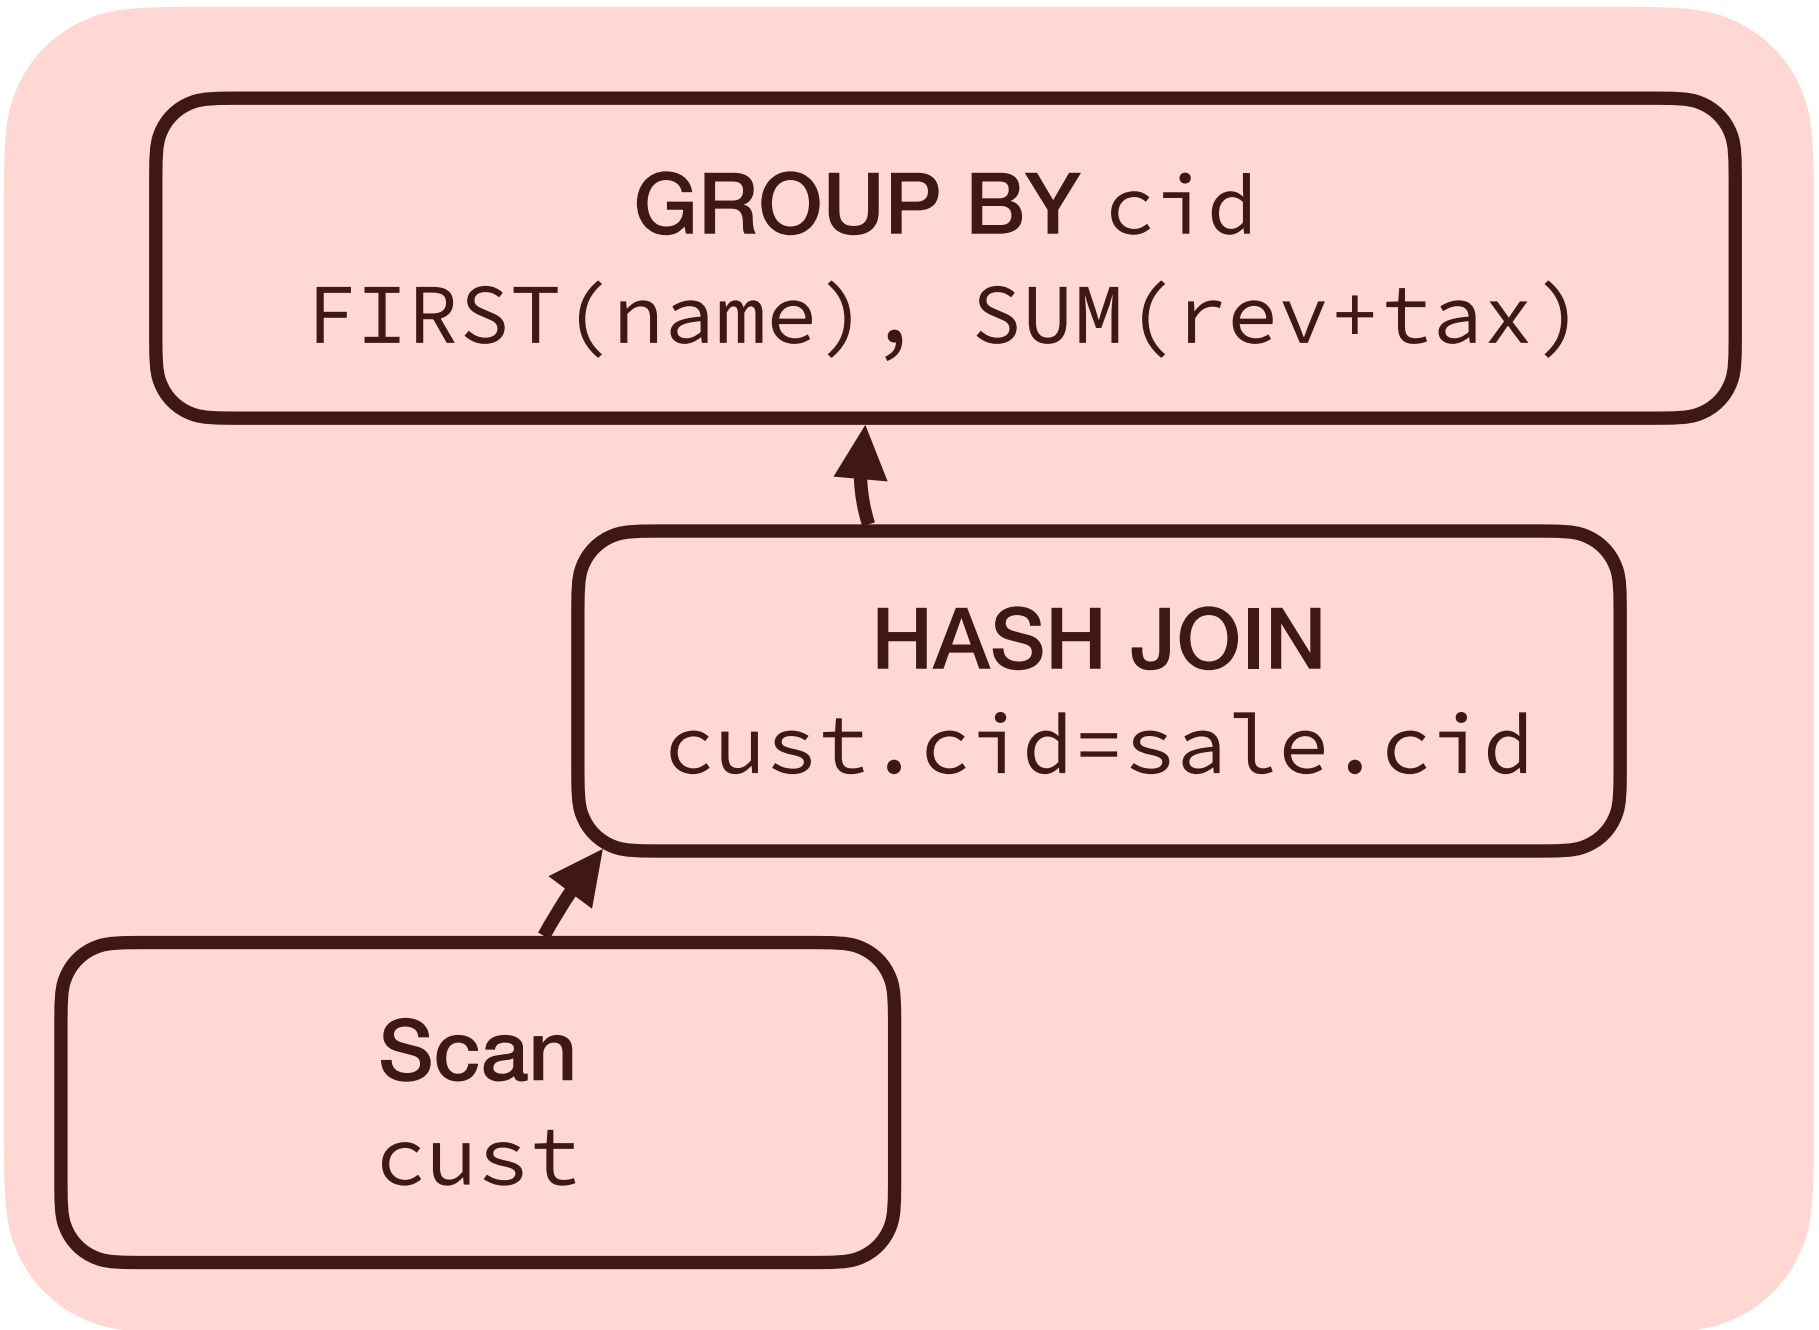 GROUP BY cid
FIRST(name), SUM(rev+tax)
HASH JOIN
cust.cid=sale.cid
Scan
cust